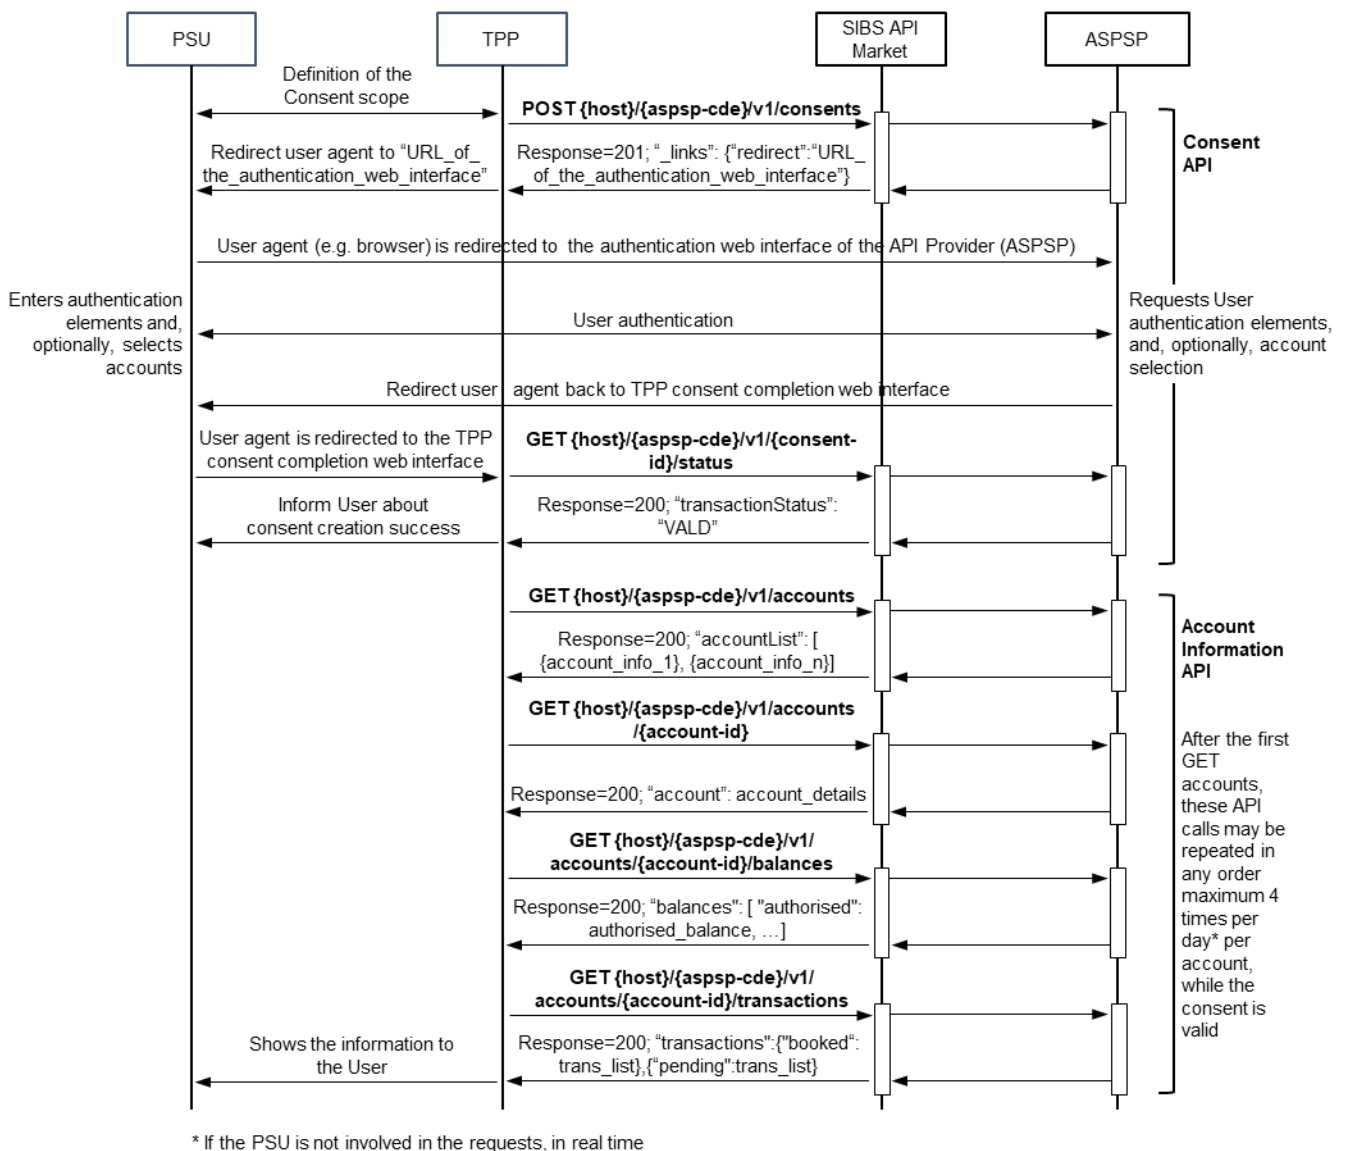 PSU
TPP
SIBS API
Market
ASPSP
Definition of the
Consent scope
POST {host}/{aspsp-cde}/v1/consents
Consent
API
Redirect user agent to “URL_of_
the_authentication_web_interface”
Response=201; “_links”: {“redirect”:“URL_
of_the_authentication_web_interface”}
User agent (e.g. browser) is redirected to the authentication web interface of the API Provider (ASPSP)
Enters authentication
elements and,
optionally, selects
accounts
User authentication
Requests User
authentication elements,
and, optionally, account
selection
Redirect user agent back to TPP consent completion web interface
User agent is redirected to the TPP
consent completion web interface
GET {host}/{aspsp-cde}/v1/{consent-
id}/status
Inform User about
consent creation success
Response=200; “transactionStatus”:
“VALD”
GET {host}/{aspsp-cde}/v1/accounts
Response=200; “accountList”: [
{account_info_1}, {account_info_n}]
Account
Information
API
GET {host}/{aspsp-cde}/v1/accounts
/{account-id}
Response=200; “account”: account_details
After the first
GET
accounts,
these API
calls may be
repeated in
any order
maximum 4
times per
day* per
account,
while the
consent is
valid
GET {host}/{aspsp-cde}/v1/
accounts/{account-id}/balances
Response=200; “balances": [ "authorised":
authorised_balance, …]
GET {host}/{aspsp-cde}/v1/
accounts/{account-id}/transactions
Shows the information to
the User
Response=200; “transactions":{"booked“:
trans_list},{“pending":trans_list}
* If the PSU is not involved in the requests, in real time